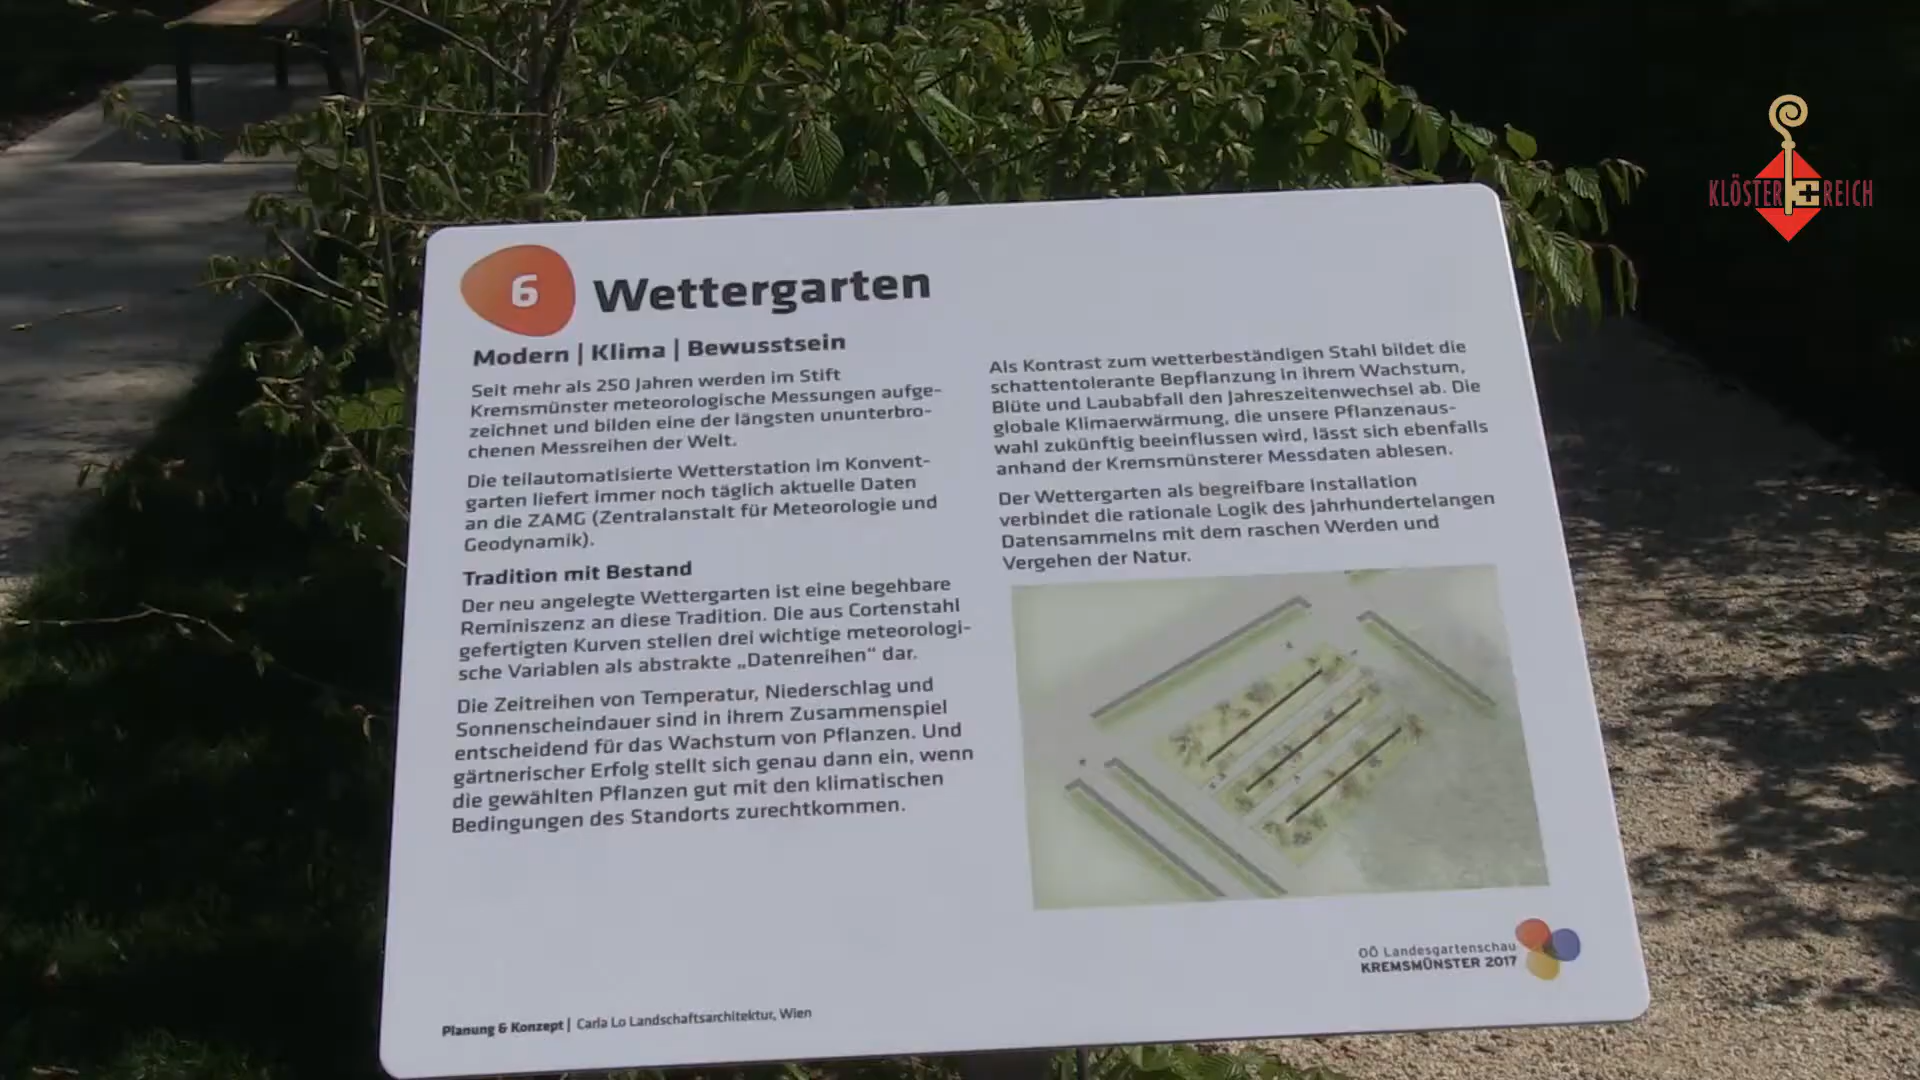 6
Wettergarten
Modern | Klima | Bewusstsein
Seit mehr als 250 Jahren werden im Stift
Kremsmünster meteorologische Messungen aufge-
zeichnet und bilden eine der längsten ununterbro-
chenen Messreihen der Welt.
Die teilautomatisierte Wetterstation im Konvent-
garten liefert immer noch täglich aktuelle Daten
an die ZAMG (Zentralanstalt für Meteorologie und
Geodynamik).
Tradition mit Bestand
Der neu angelegte Wettergarten ist eine begehbare
Reminiszenz an diese Tradition. Die aus Cortenstahl
gefertigten Kurven stellen drei wichtige meteorologi-
sche Variablen als abstrakte „Datenreihen“ dar.
Die Zeitreihen von Temperatur, Niederschlag und
Sonnenscheindauer sind in ihrem Zusammenspiel
entscheidend für das Wachstum von Pflanzen. Und
gärtnerischer Erfolg stellt sich genau dann ein, wenn
die gewählten Pflanzen gut mit den klimatischen
Bedingungen des Standorts zurechtkommen.
Als Kontrast zum wetterbeständigen Stahl bildet die
schattentolerante Bepflanzung in ihrem Wachstum,
Blüte und Laubabfall den Jahreszeitenwechsel ab. Die
globale Klimaerwärmung, die unsere Pflanzenaus-
wahl zukünftig beeinflussen wird, lässt sich ebenfalls
anhand der Kremsmünsterer Messdaten ablesen.
Der Wettergarten als begreifbare Installation
verbindet die rationale Logik des jahrhundertelangen
Datensammelns mit dem raschen Werden und
Vergehen der Natur.
OÖ Landesgartenschau
KREMSMÜNSTER 2017
Planung & Konzept | Carla Lo Landschaftsarchitektur, Wien
KLÖSTER REICH